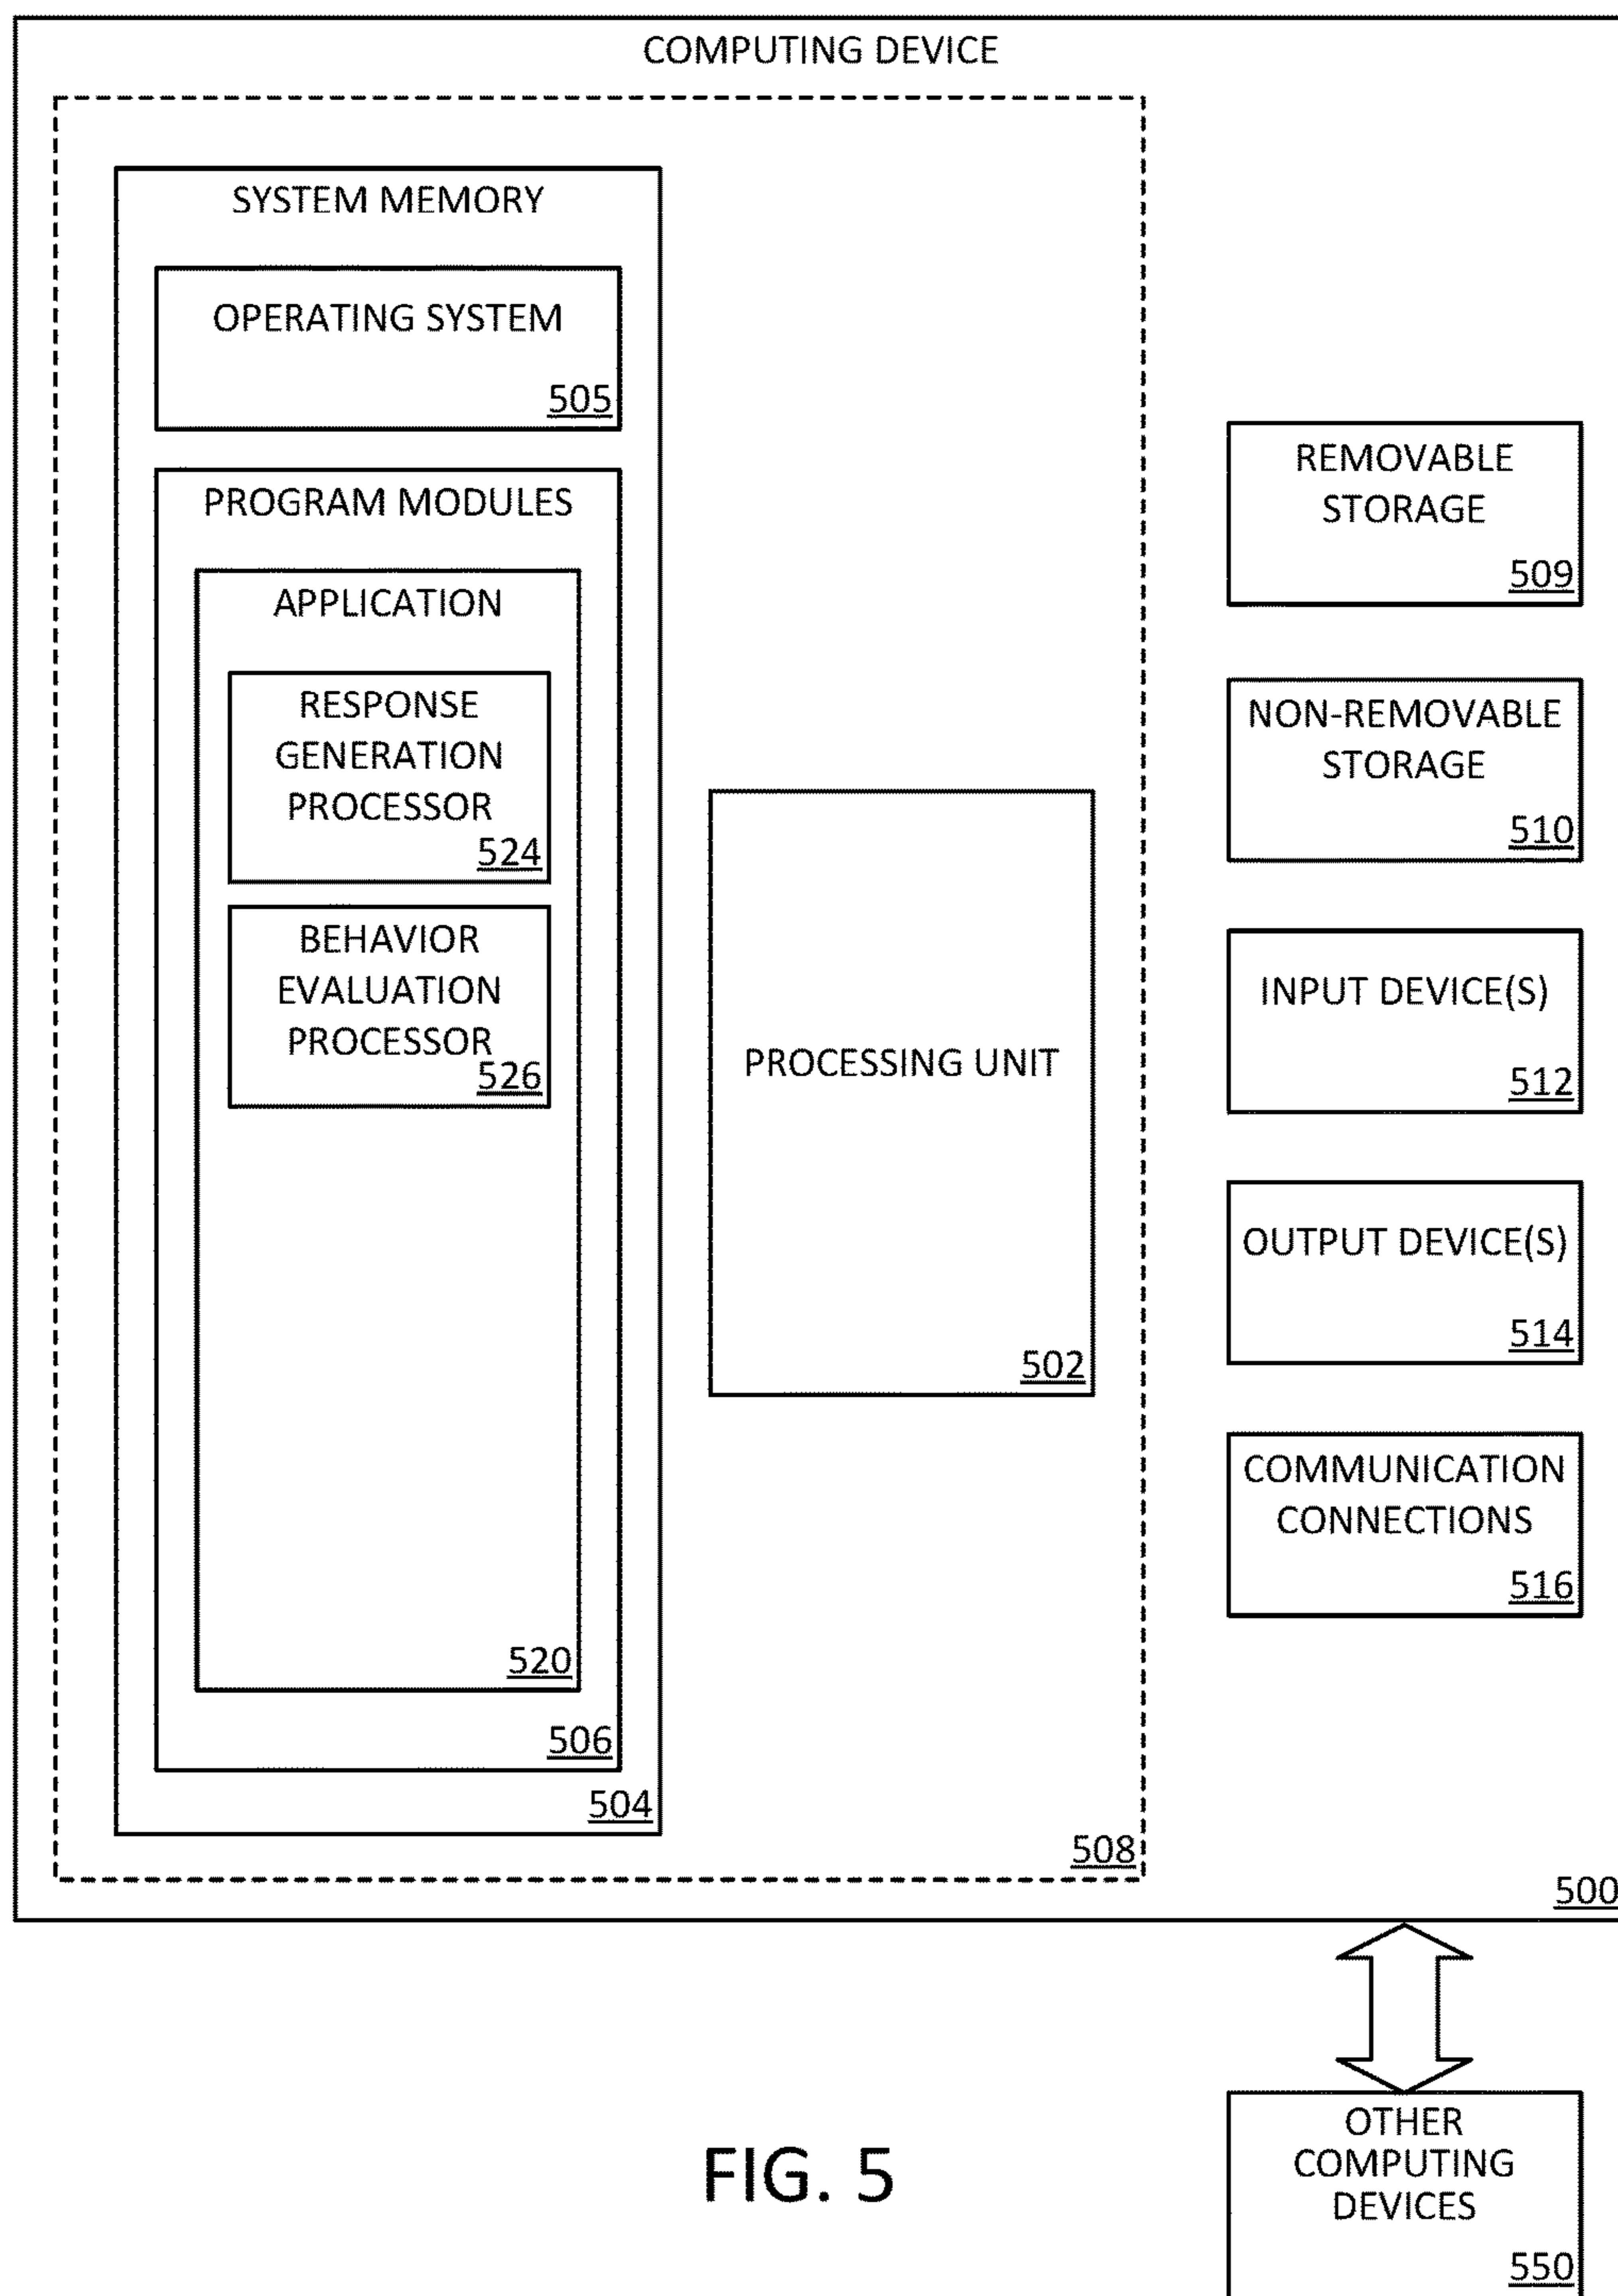 COMPUTING DEVICE
SYSTEM MEMORY
OPERATING SYSTEM
505
PROGRAM MODULES
APPLICATION
RESPONSE
GENERATION
PROCESSOR
524
BEHAVIOR
EVALUATION
PROCESSOR
526
520
506
504
PROCESSING UNIT
502
508
REMOVABLE
STORAGE
509
NON-REMOVABLE
STORAGE
510
INPUT DEVICE(S)
512
OUTPUT DEVICE(S)
514
COMMUNICATION
CONNECTIONS
516
500
OTHER
COMPUTING
DEVICES
550
FIG. 5